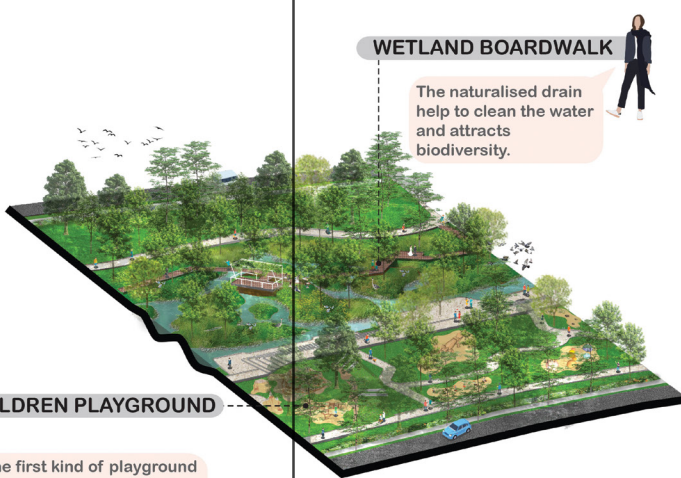 WETLAND BOARDWALK
The naturalised drain
help to clean the water
and attracts
biodiversity.
LDREN PLAYGROUND
first kind of playground